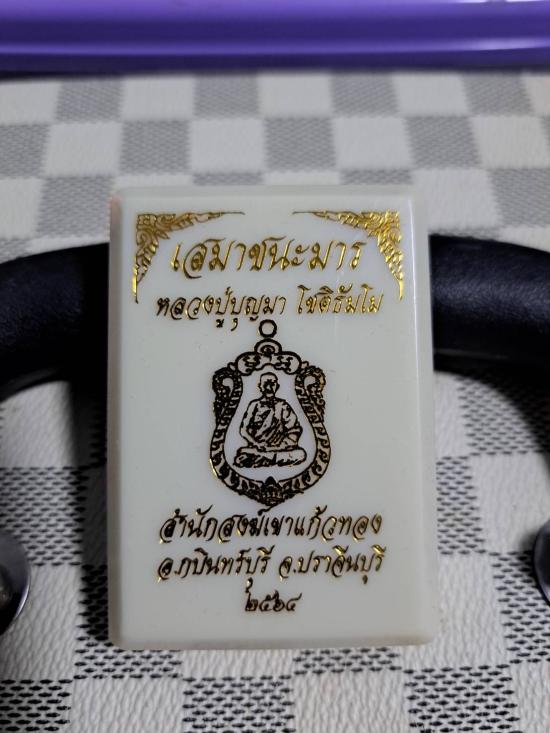 เสมาชนะมาร
หลวงปู่บุญมา โชติธัมโม
สำนักสงฆ์เขาแก้วทอง
อ.กบินทร์บุรี จ.ปราจีนบุรี
๒๕๖๔